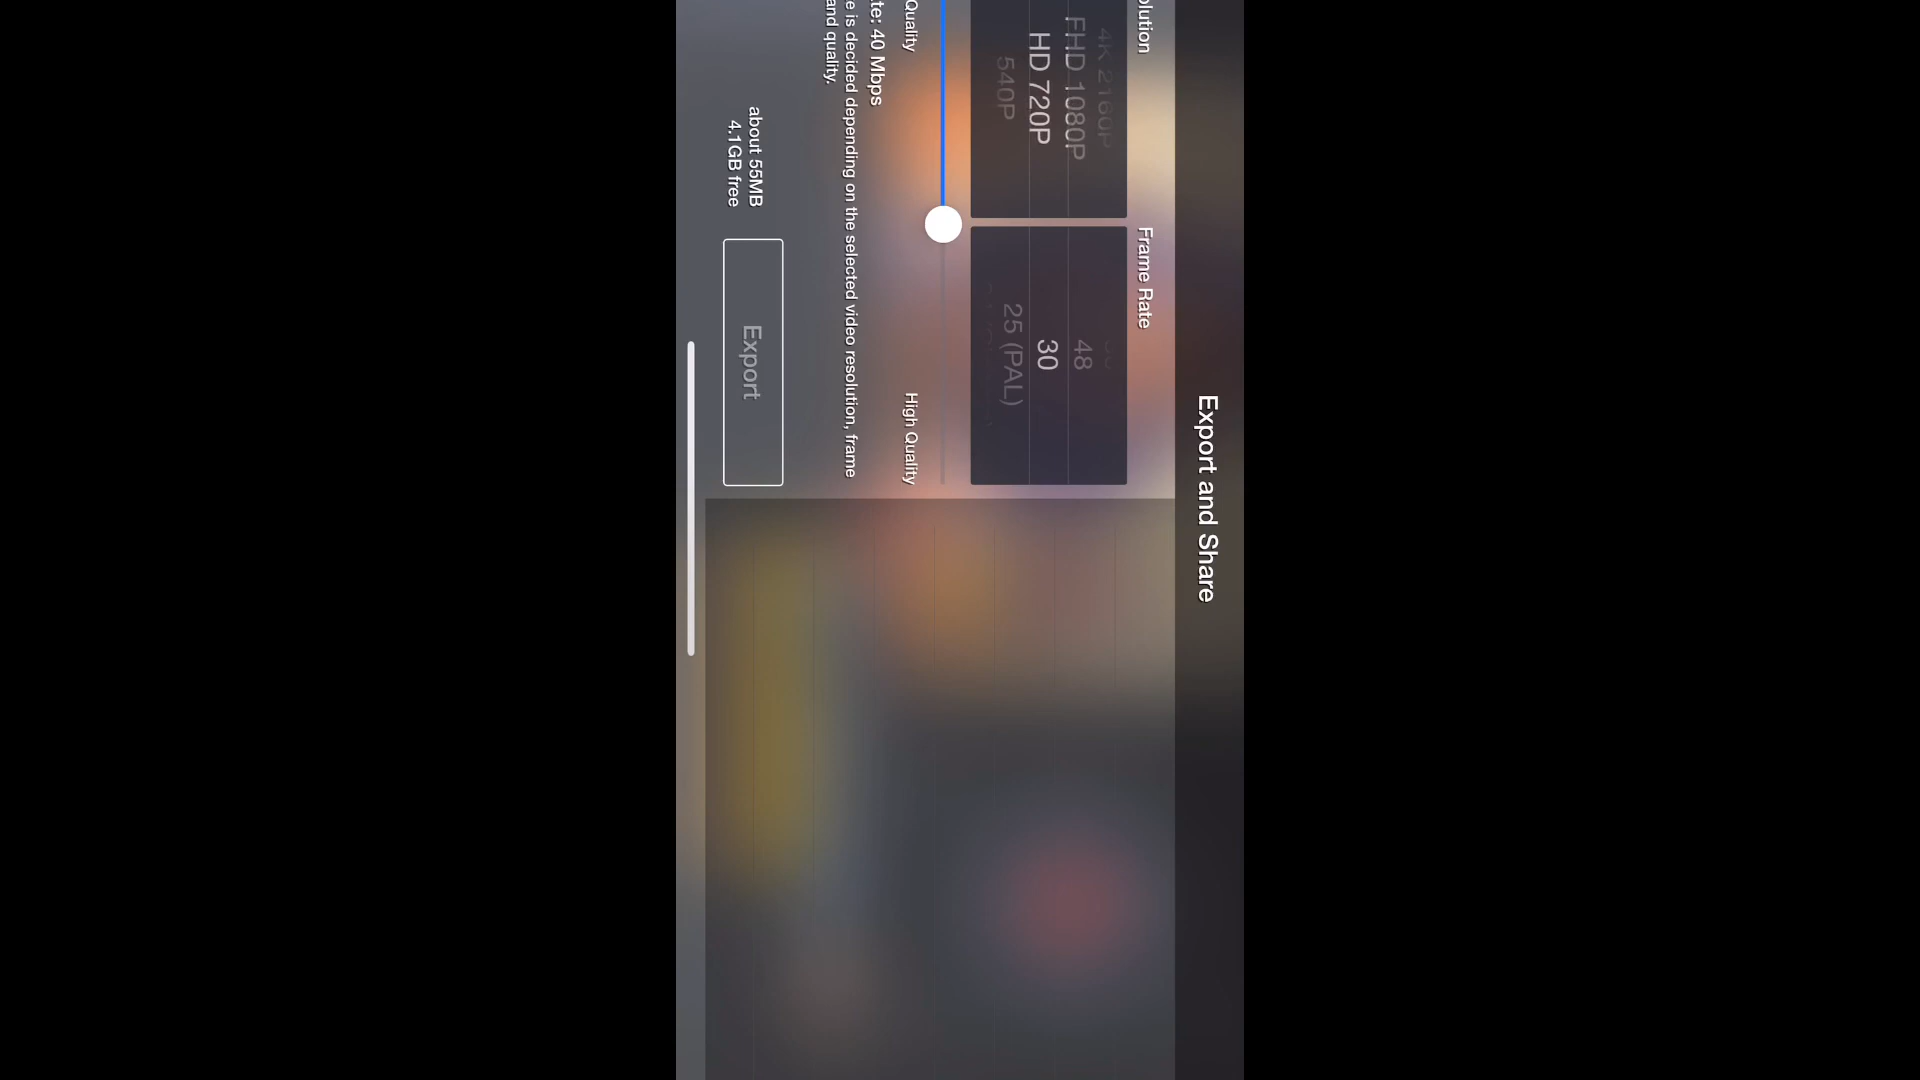 Export and Share
olution
Frame Rate
4K 2160P
FHD 1080P
HD 720P
540P
48
30
25 (PAL)
Quality
High Quality
te: 40 Mbps
e is decided depending on the selected video resolution, frame
and quality.
about 55MB
4.1GB free
Export